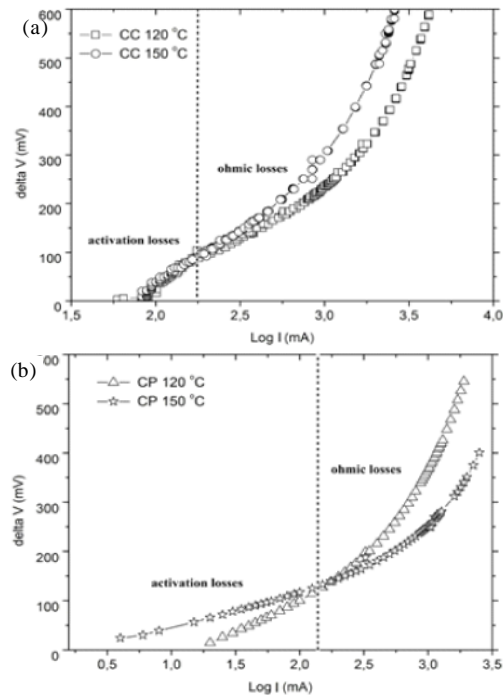 (a)
CC 120 °C
CC 150 °C
ohmic losses
activation losses
delta V (mV)
600
500
400
300
200
100
0
1,5 2,0 2,5 3,0 3,5 4,0
Log I (mA)
(b)
CP 120 °C
CP 150 °C
ohmic losses
activation losses
delta V (mV)
500
400
300
200
100
0
0,5 1,0 1,5 2,0 2,5 3,0 3,5
Log I (mA)